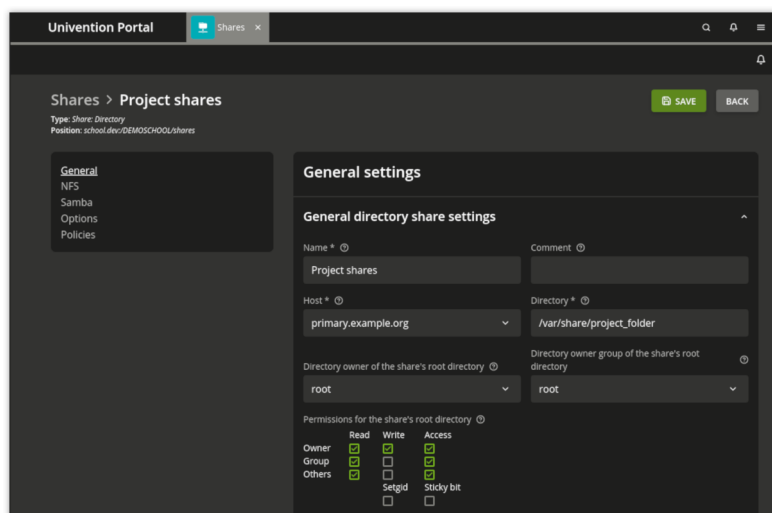 Univention Portal
Shares ×
Shares > Project shares
SAVE
BACK
Type: Share: Directory
Position: school.dev:/DEMOSCHOOL/shares
General
NFS
Samba
Options
Policies
General settings
General directory share settings
Name *
Comment
Project shares
Host *
Directory *
primary.example.org
/var/share/project_folder
Directory owner of the share's root directory
Directory owner group of the share's root
directory
root
root
Permissions for the share's root directory
Read Write Access
Owner
Group
Others
Setgid Sticky bit